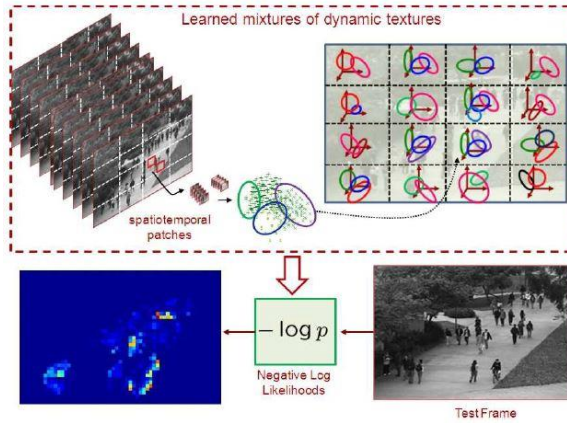 Learned mixtures of dynamic textures
spatiotemporal
patches
− log p
Negative Log
Likelihoods
Test Frame